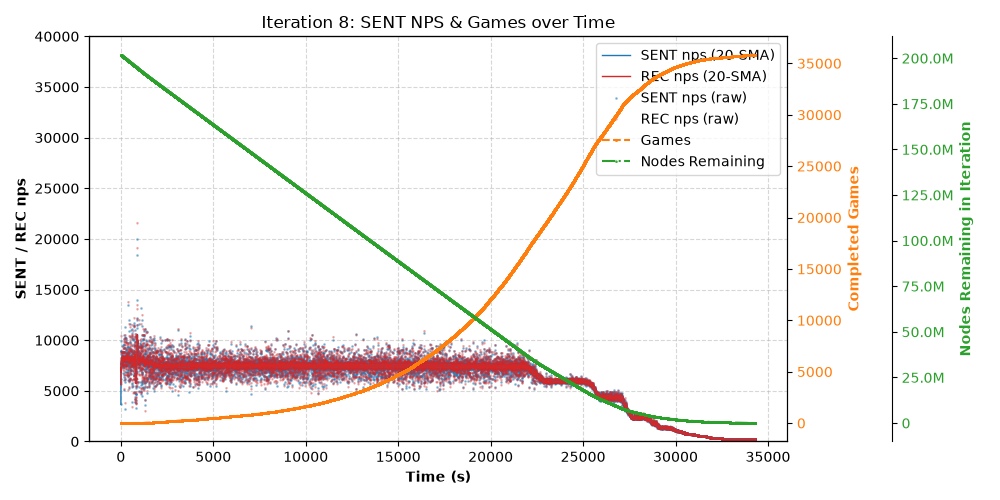 Iteration 8: SENT NPS & Games over Time
SENT / REC nps
40000
35000
30000
25000
20000
15000
10000
5000
0
0
5000
10000
15000
20000
25000
30000
35000
Time (s)
SENT nps (20-SMA)
REC nps (20-SMA)
SENT nps (raw)
REC nps (raw)
Games
Nodes Remaining
35000
30000
25000
20000
15000
10000
5000
0
Completed Games
200.0M
175.0M
150.0M
125.0M
100.0M
75.0M
50.0M
25.0M
0
Nodes Remaining in Iteration